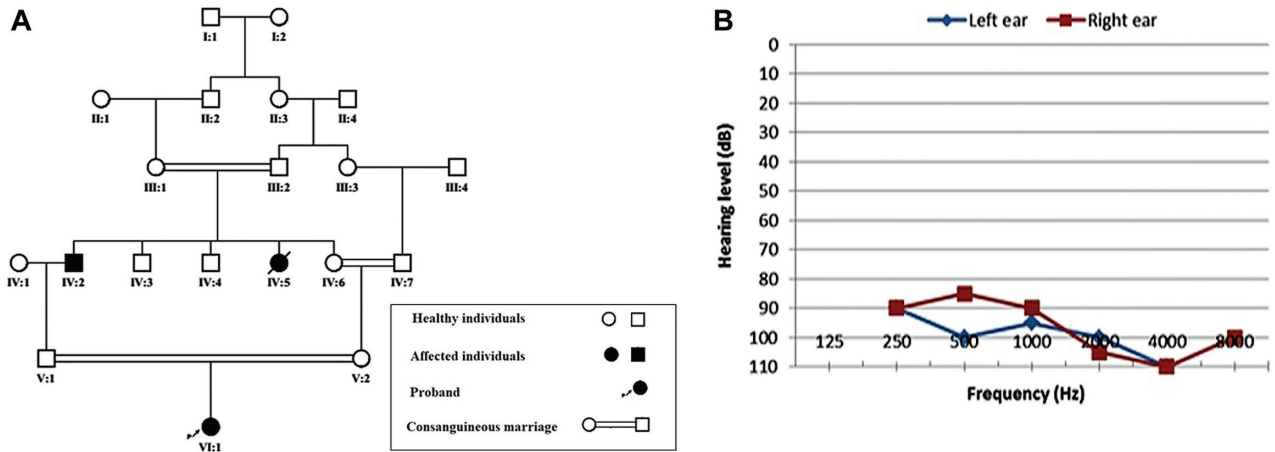 A
I:1 I:2
II:1 II:2 II:3 II:4
III:1 III:2 III:3 III:4
IV:1 IV:2 IV:3 IV:4 IV:5 IV:6 IV:7
V:1 V:2
P
VI:1
Healthy individuals
Affected individuals
Proband
P
Consanguineous marriage
B
Left ear Right ear
Hearing level (dB)
0
10
20
30
40
50
60
70
80
90
100
110
125 250 500 1000 2000 4000 8000
Frequency (Hz)